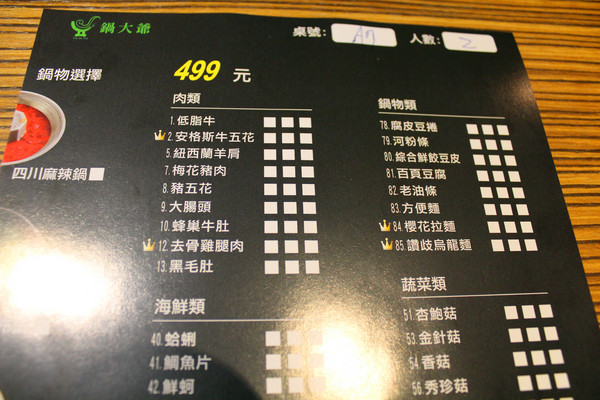 鍋大爺
桌號： A7
人數： 2
鍋物選擇
499 元
四川麻辣鍋
肉類
1. 低脂牛
2. 安格斯牛五花
5. 紐西蘭羊肩
7. 梅花豬肉
8. 豬五花
9. 大腸頭
10. 蜂巢牛肚
12. 去骨雞腿肉
13. 黑毛肚
海鮮類
40. 蛤蜊
41. 鯛魚片
42. 鮮蚵
鍋物類
78. 腐皮豆捲
79. 河粉條
80. 綜合鮮餃豆皮
81. 百頁豆腐
82. 老油條
83. 方便麵
84. 櫻花拉麵
85. 讚歧烏龍麵
蔬菜類
51. 杏鮑菇
53. 金針菇
54. 香菇
56. 秀珍菇